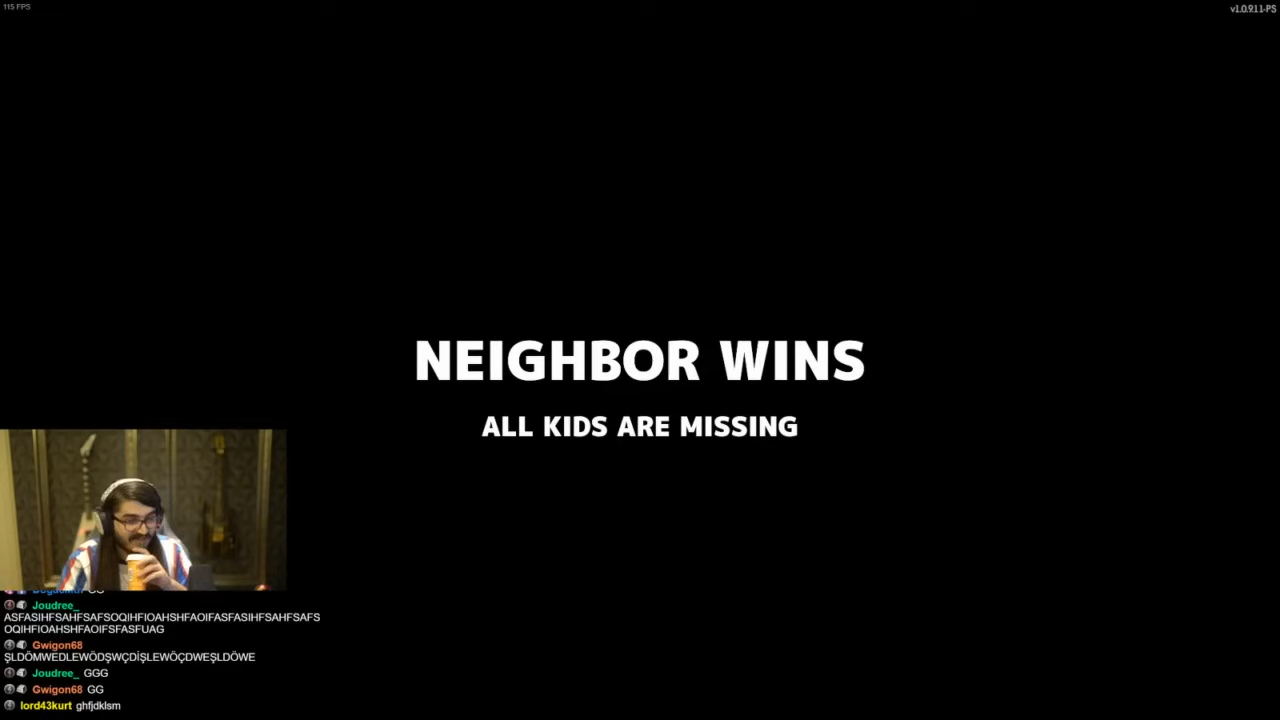 115 FPS
v1.0.911-PS
NEIGHBOR WINS
ALL KIDS ARE MISSING
GG
Joudree_
ASFASIHFSAHFSAFSOQIHFIOAHSHFAOIFASFASIHFSAHFSAFS
OQIHFIOAHSHFAOIFSFASFUAG
Gwigon68
ŞLDÖMWEDLEWÖDŞWÇDİŞLEWÖÇDWEŞLDÖWE
Joudree_ GGG
Gwigon68 GG
lord43kurt ghfjdklsm